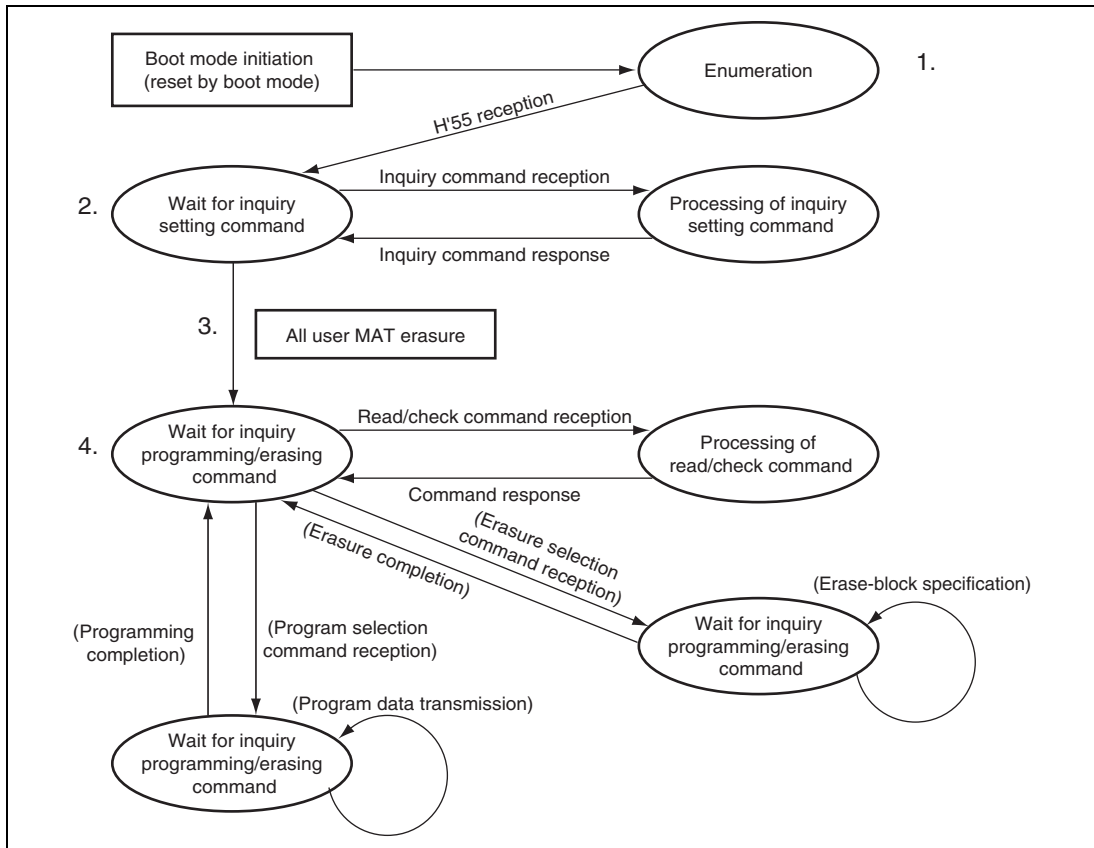 Boot mode initiation
(reset by boot mode)
Enumeration
1.
H'55 reception
2.
Wait for inquiry
setting command
Inquiry command reception
Inquiry command response
Processing of inquiry
setting command
3.
All user MAT erasure
4.
Wait for inquiry
programming/erasing
command
Read/check command reception
Command response
Processing of
read/check command
(Erasure selection
command reception)
(Erasure completion)
(Erase-block specification)
Wait for inquiry
programming/erasing
command
(Programming
completion)
(Program selection
command reception)
(Program data transmission)
Wait for inquiry
programming/erasing
command